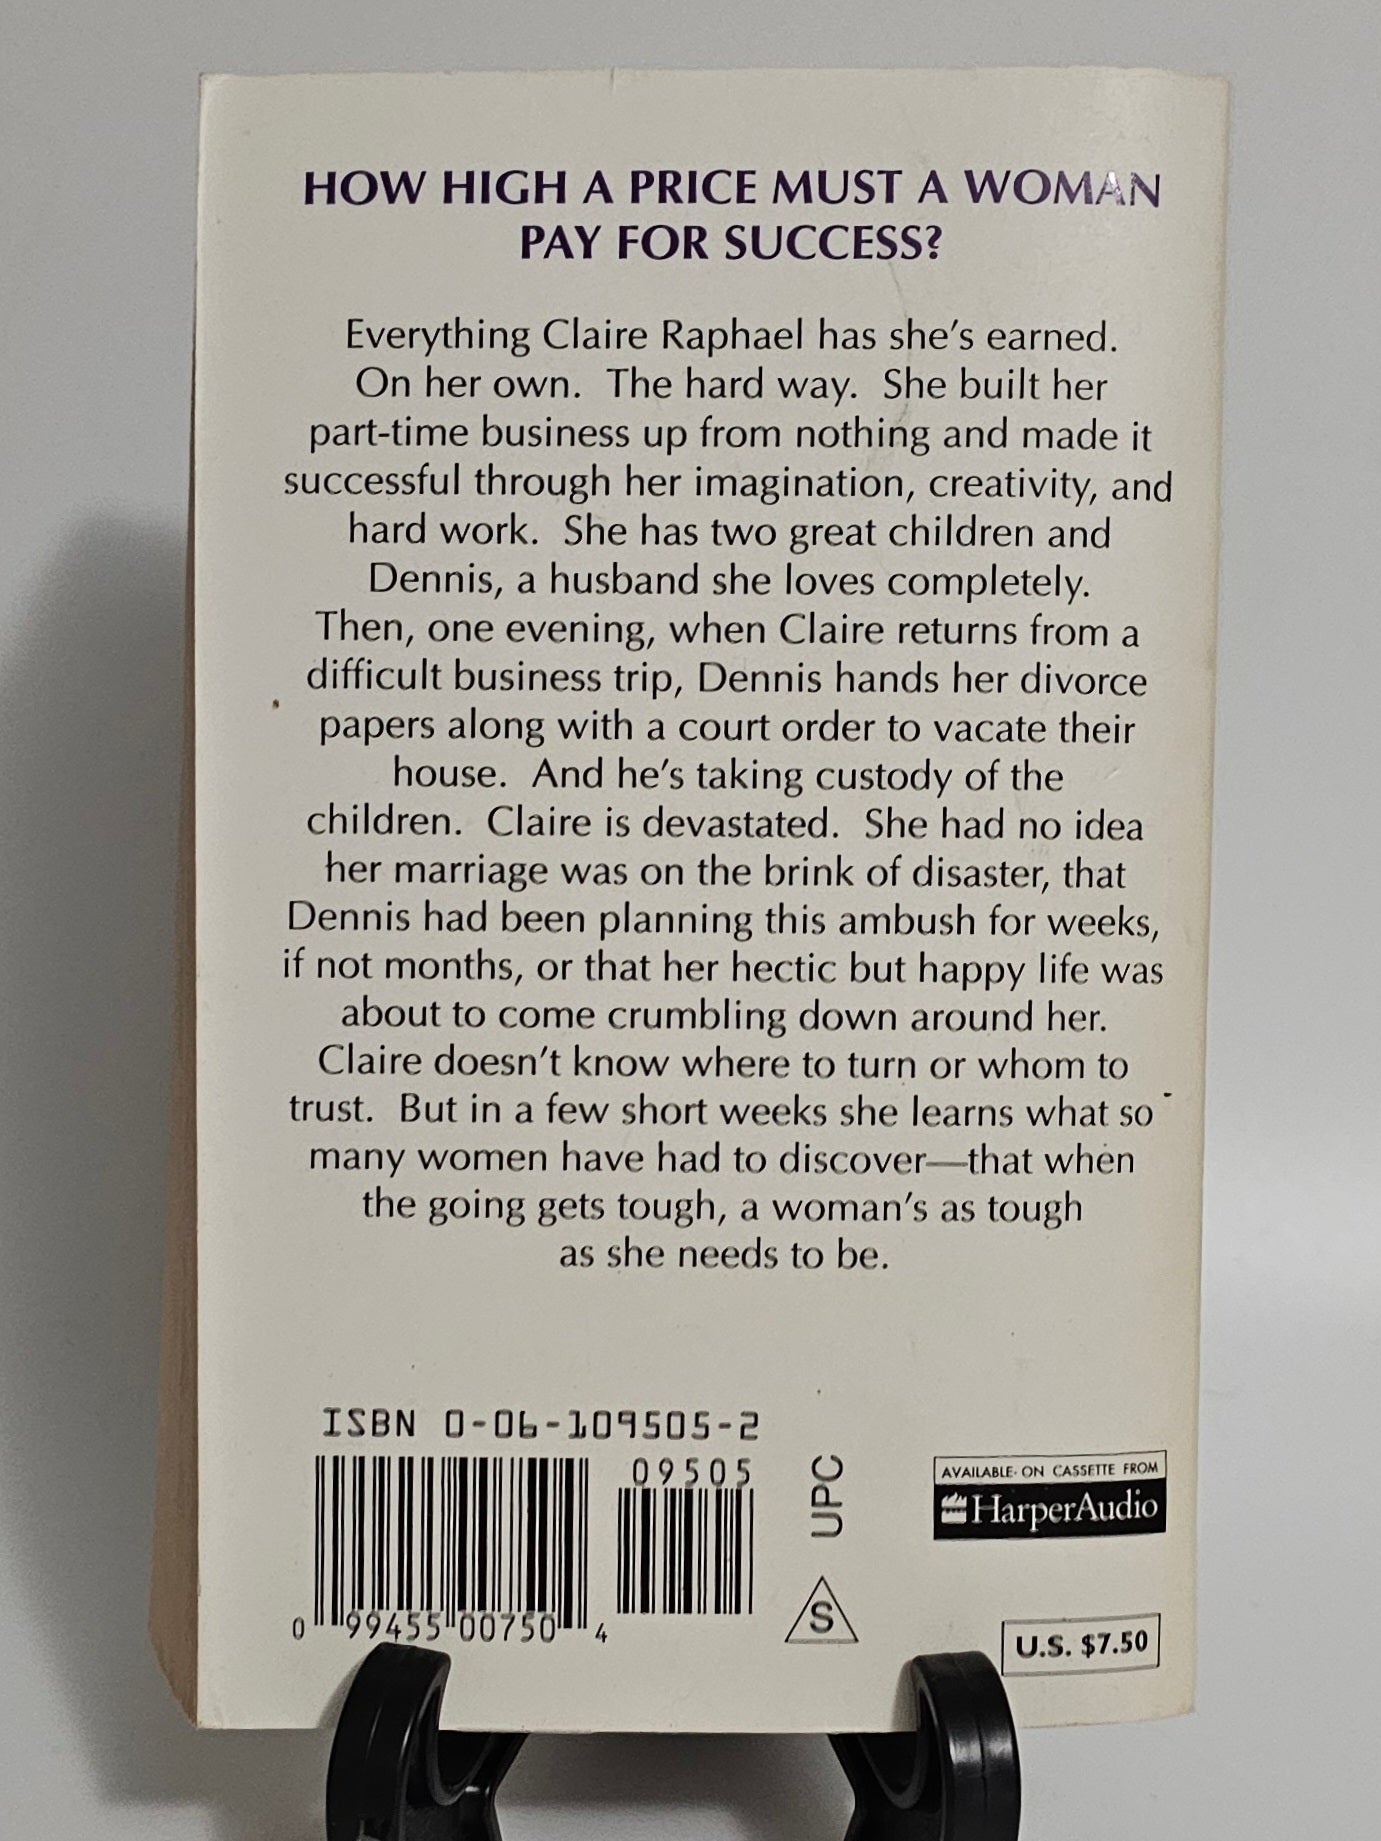 HOW HIGH A PRICE MUST A WOMAN
PAY FOR SUCCESS?
Everything Claire Raphael has she's earned.
On her own.  The hard way.  She built her
part-time business up from nothing and made it
successful through her imagination, creativity, and
hard work.  She has two great children and
Dennis, a husband she loves completely.
Then, one evening, when Claire returns from a
difficult business trip, Dennis hands her divorce
papers along with a court order to vacate their
house.  And he's taking custody of the
children.  Claire is devastated.  She had no idea
her marriage was on the brink of disaster, that
Dennis had been planning this ambush for weeks,
if not months, or that her hectic but happy life was
about to come crumbling down around her.
Claire doesn't know where to turn or whom to
trust.  But in a few short weeks she learns what so
many women have had to discover—that when
the going gets tough, a woman's as tough
as she needs to be.
ISBN 0-06-109505-2
09505
0 99455 00750 4
UPC
S
AVAILABLE ON CASSETTE FROM
HarperAudio
U.S. $7.50